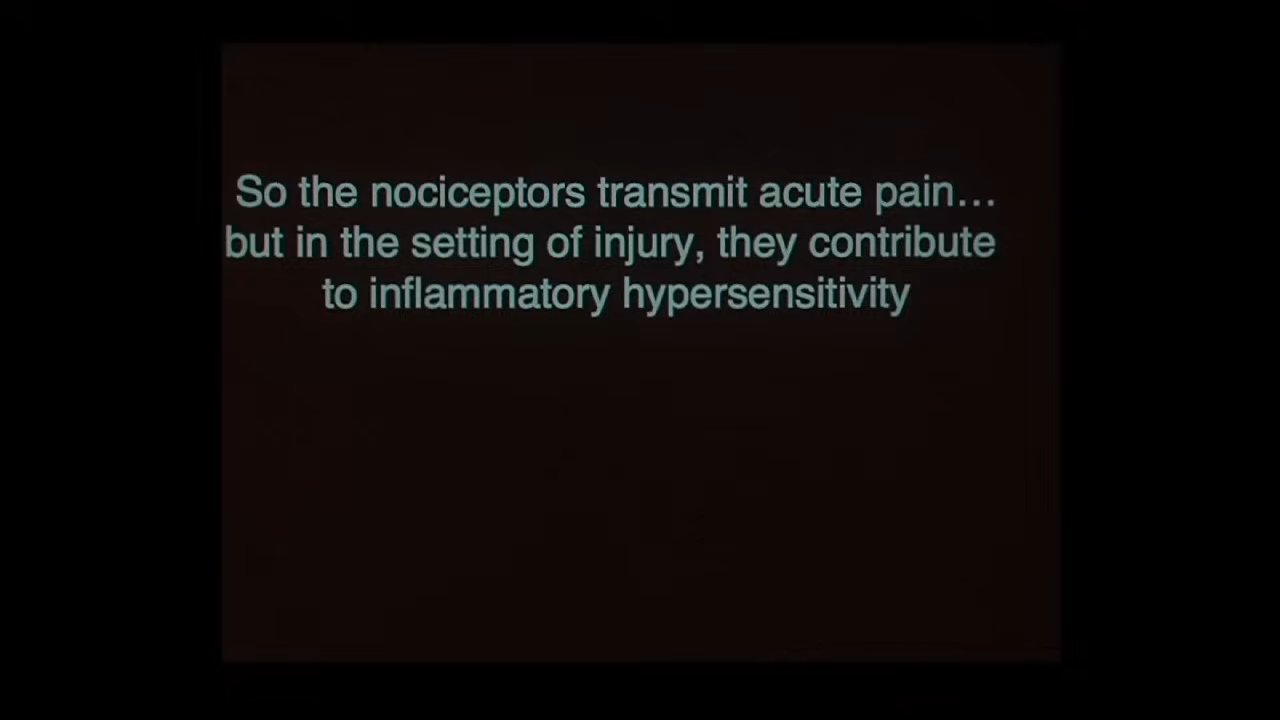 So the nociceptors transmit acute pain…
but in the setting of injury, they contribute
to inflammatory hypersensitivity